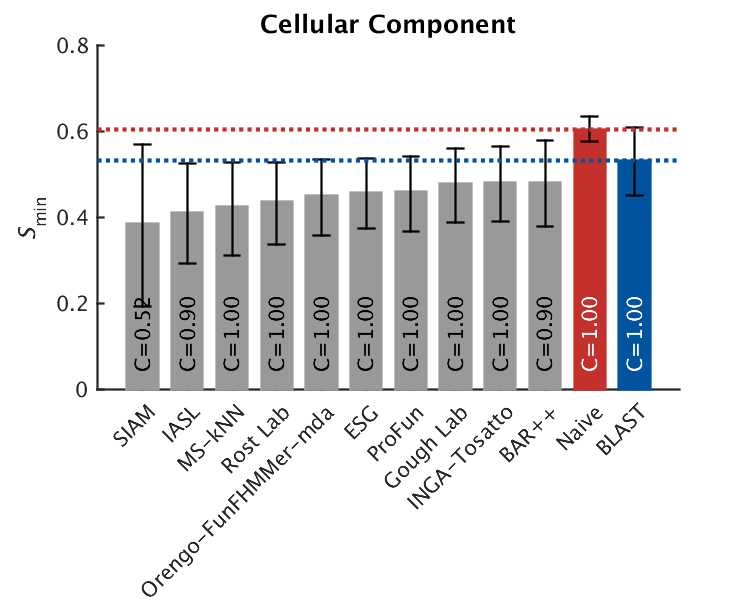 Cellular Component
0.8
0.6
0.4
0.2
0
Smin
C=0.52
C=0.90
C=1.00
C=1.00
C=1.00
C=1.00
C=1.00
C=1.00
C=1.00
C=0.90
C=1.00
C=1.00
SIAM
IASL
MS-kNN
Rost Lab
Orengo-FunFHMMer-mda
ESG
ProFun
Gough Lab
INGA-Tosatto
BAR++
Naive
BLAST